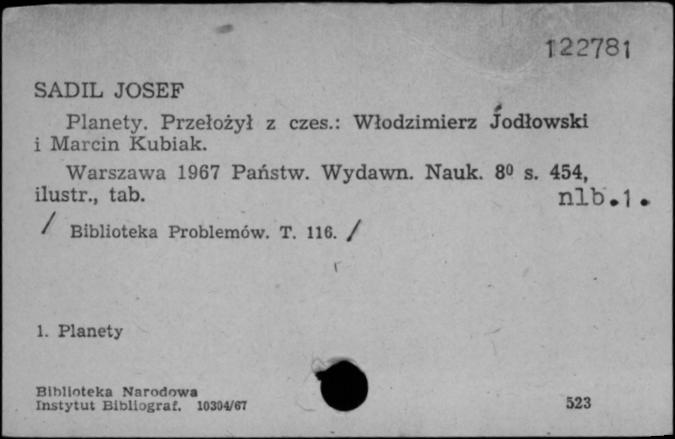 122781
SADIL JOSEF
Planety. Przełożył z czes.: Włodzimierz Jodłowski
i Marcin Kubiak.
Warszawa 1967 Państw. Wydawn. Nauk. 8⁰ s. 454,
ilustr., tab. nlb.1.
/ Biblioteka Problemów. T. 116. /
1. Planety
Biblioteka Narodowa
Instytut Bibliograf. 10304/67 523